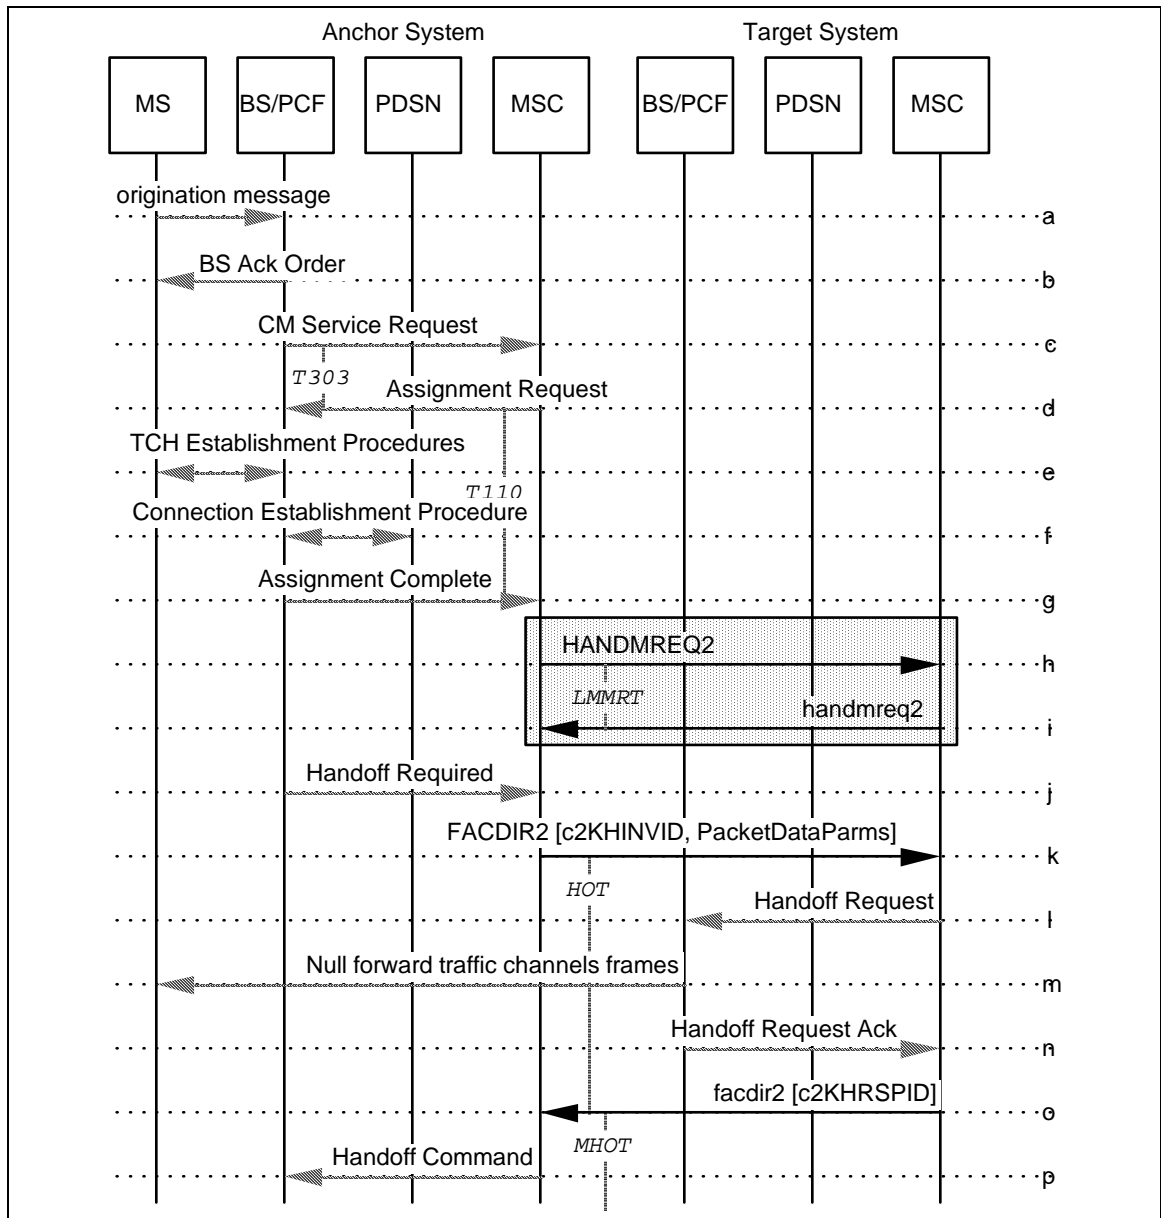 Anchor System Target System
MS BS/PCF PDSN MSC BS/PCF PDSN MSC
origination message
a
BS Ack Order
b
CM Service Request
c
T303
Assignment Request
d
TCH Establishment Procedures
e
T110
Connection Establishment Procedure
f
Assignment Complete
g
HANDMREQ2
h
LMMRT
handmreq2
i
Handoff Required
j
FACDIR2 [c2KHINVID, PacketDataParms]
k
HOT
Handoff Request
l
Null forward traffic channels frames
m
Handoff Request Ack
n
facdir2 [c2KHRSPID]
o
MHOT
Handoff Command
p